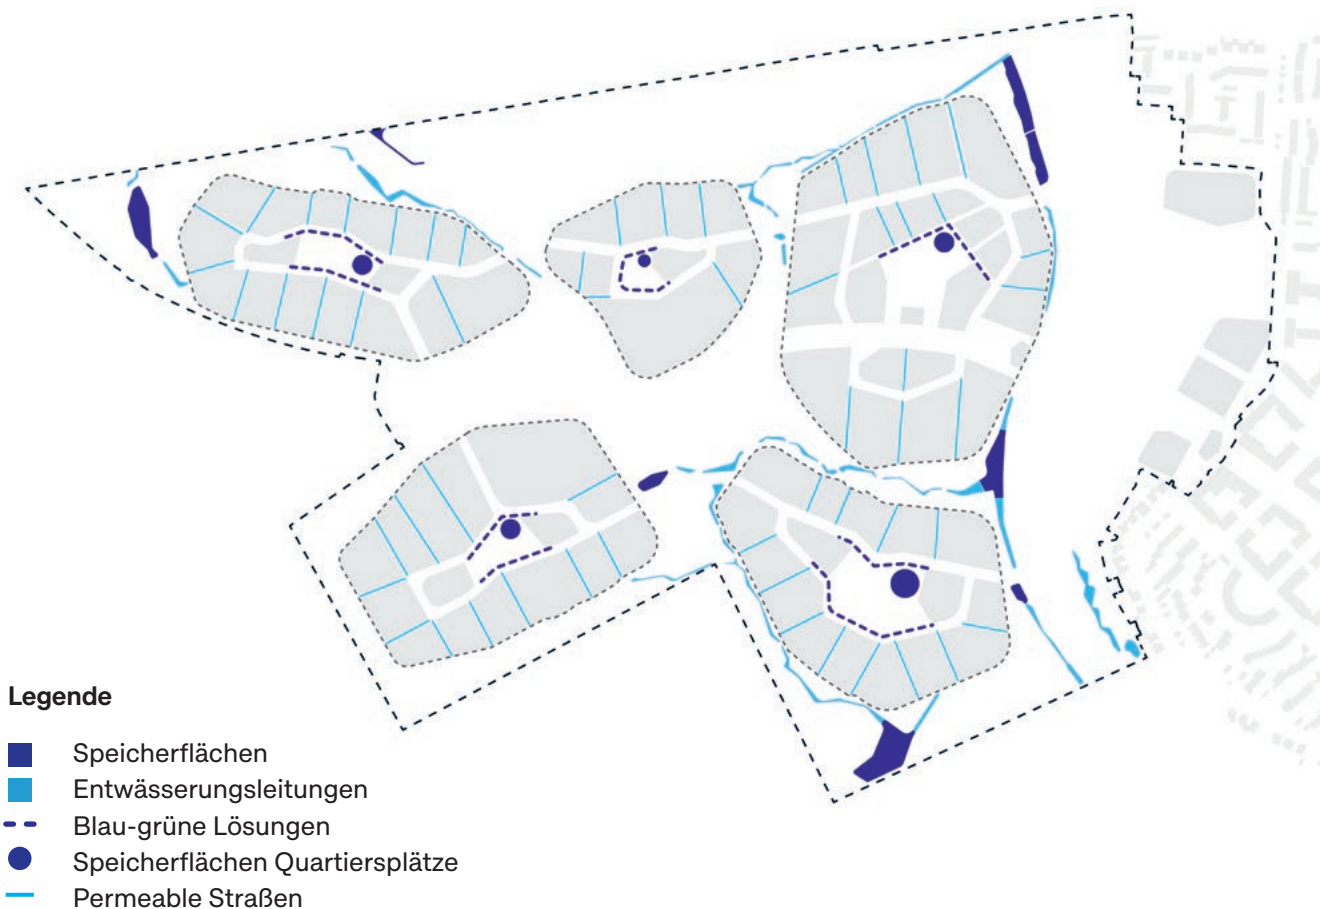 Legende
Speicherflächen
Entwässerungsleitungen
Blau-grüne Lösungen
Speicherflächen Quartiersplätze
Permeable Straßen